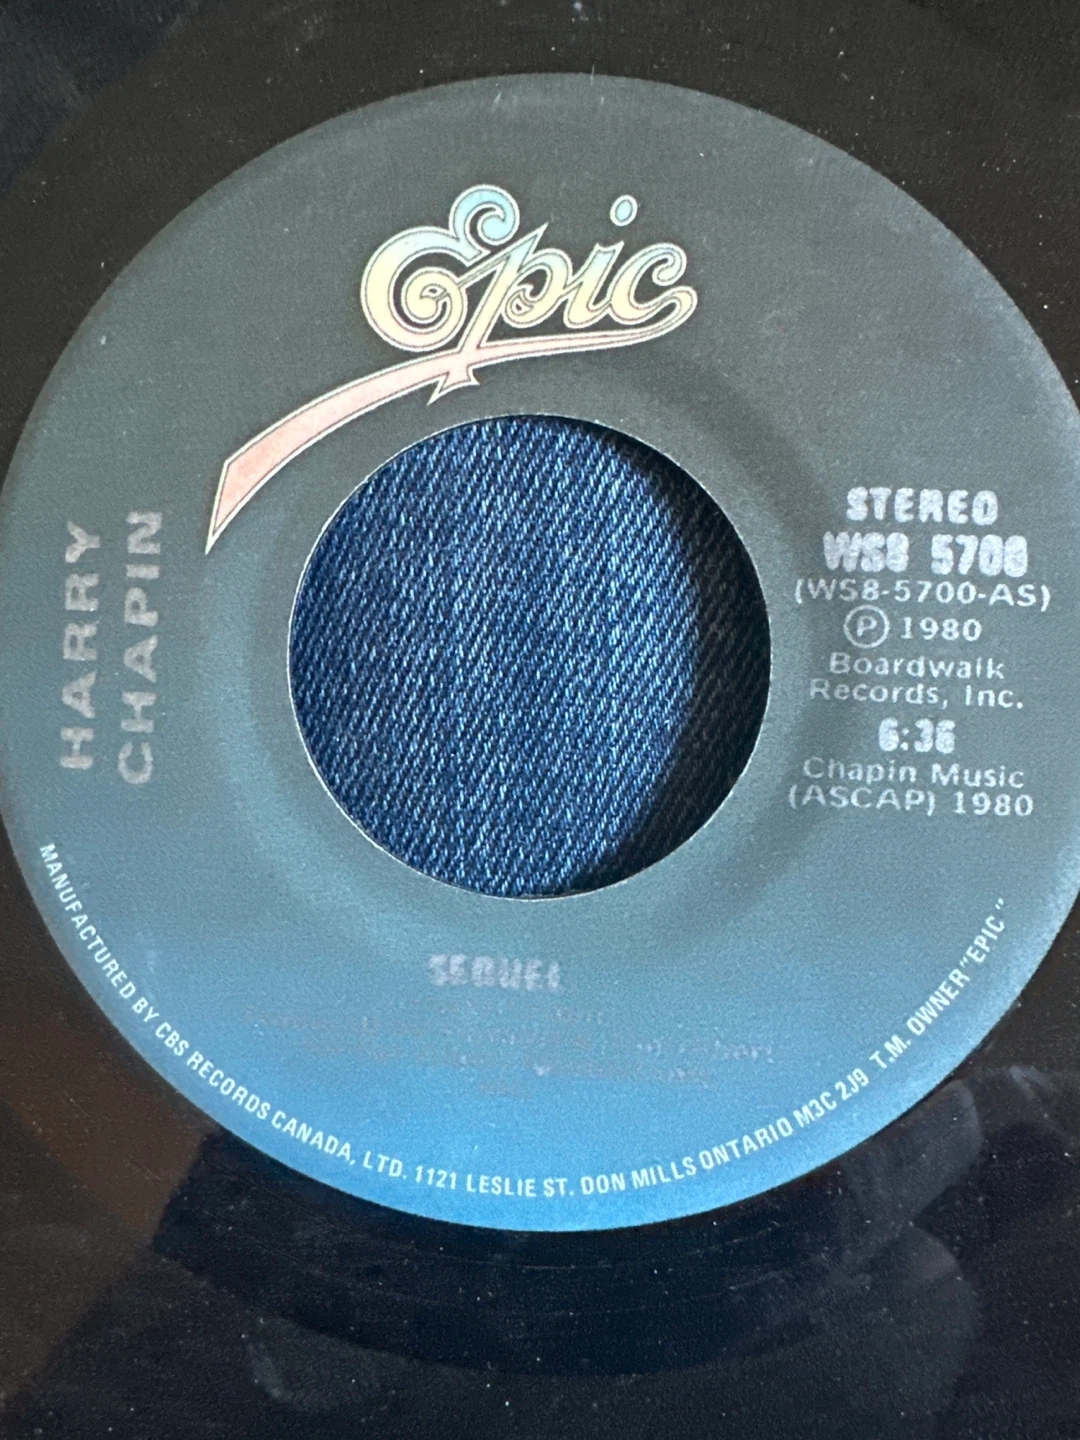 Epic
HARRY
CHAPIN
STEREO
WS8 5700
(WS8-5700-AS)
Ⓟ 1980
Boardwalk
Records, Inc.
6:36
Chapin Music
(ASCAP) 1980
SEQUEL
MANUFACTURED BY CBS RECORDS CANADA, LTD. 1121 LESLIE ST. DON MILLS ONTARIO M3C 2J9 T.M. OWNER "EPIC"